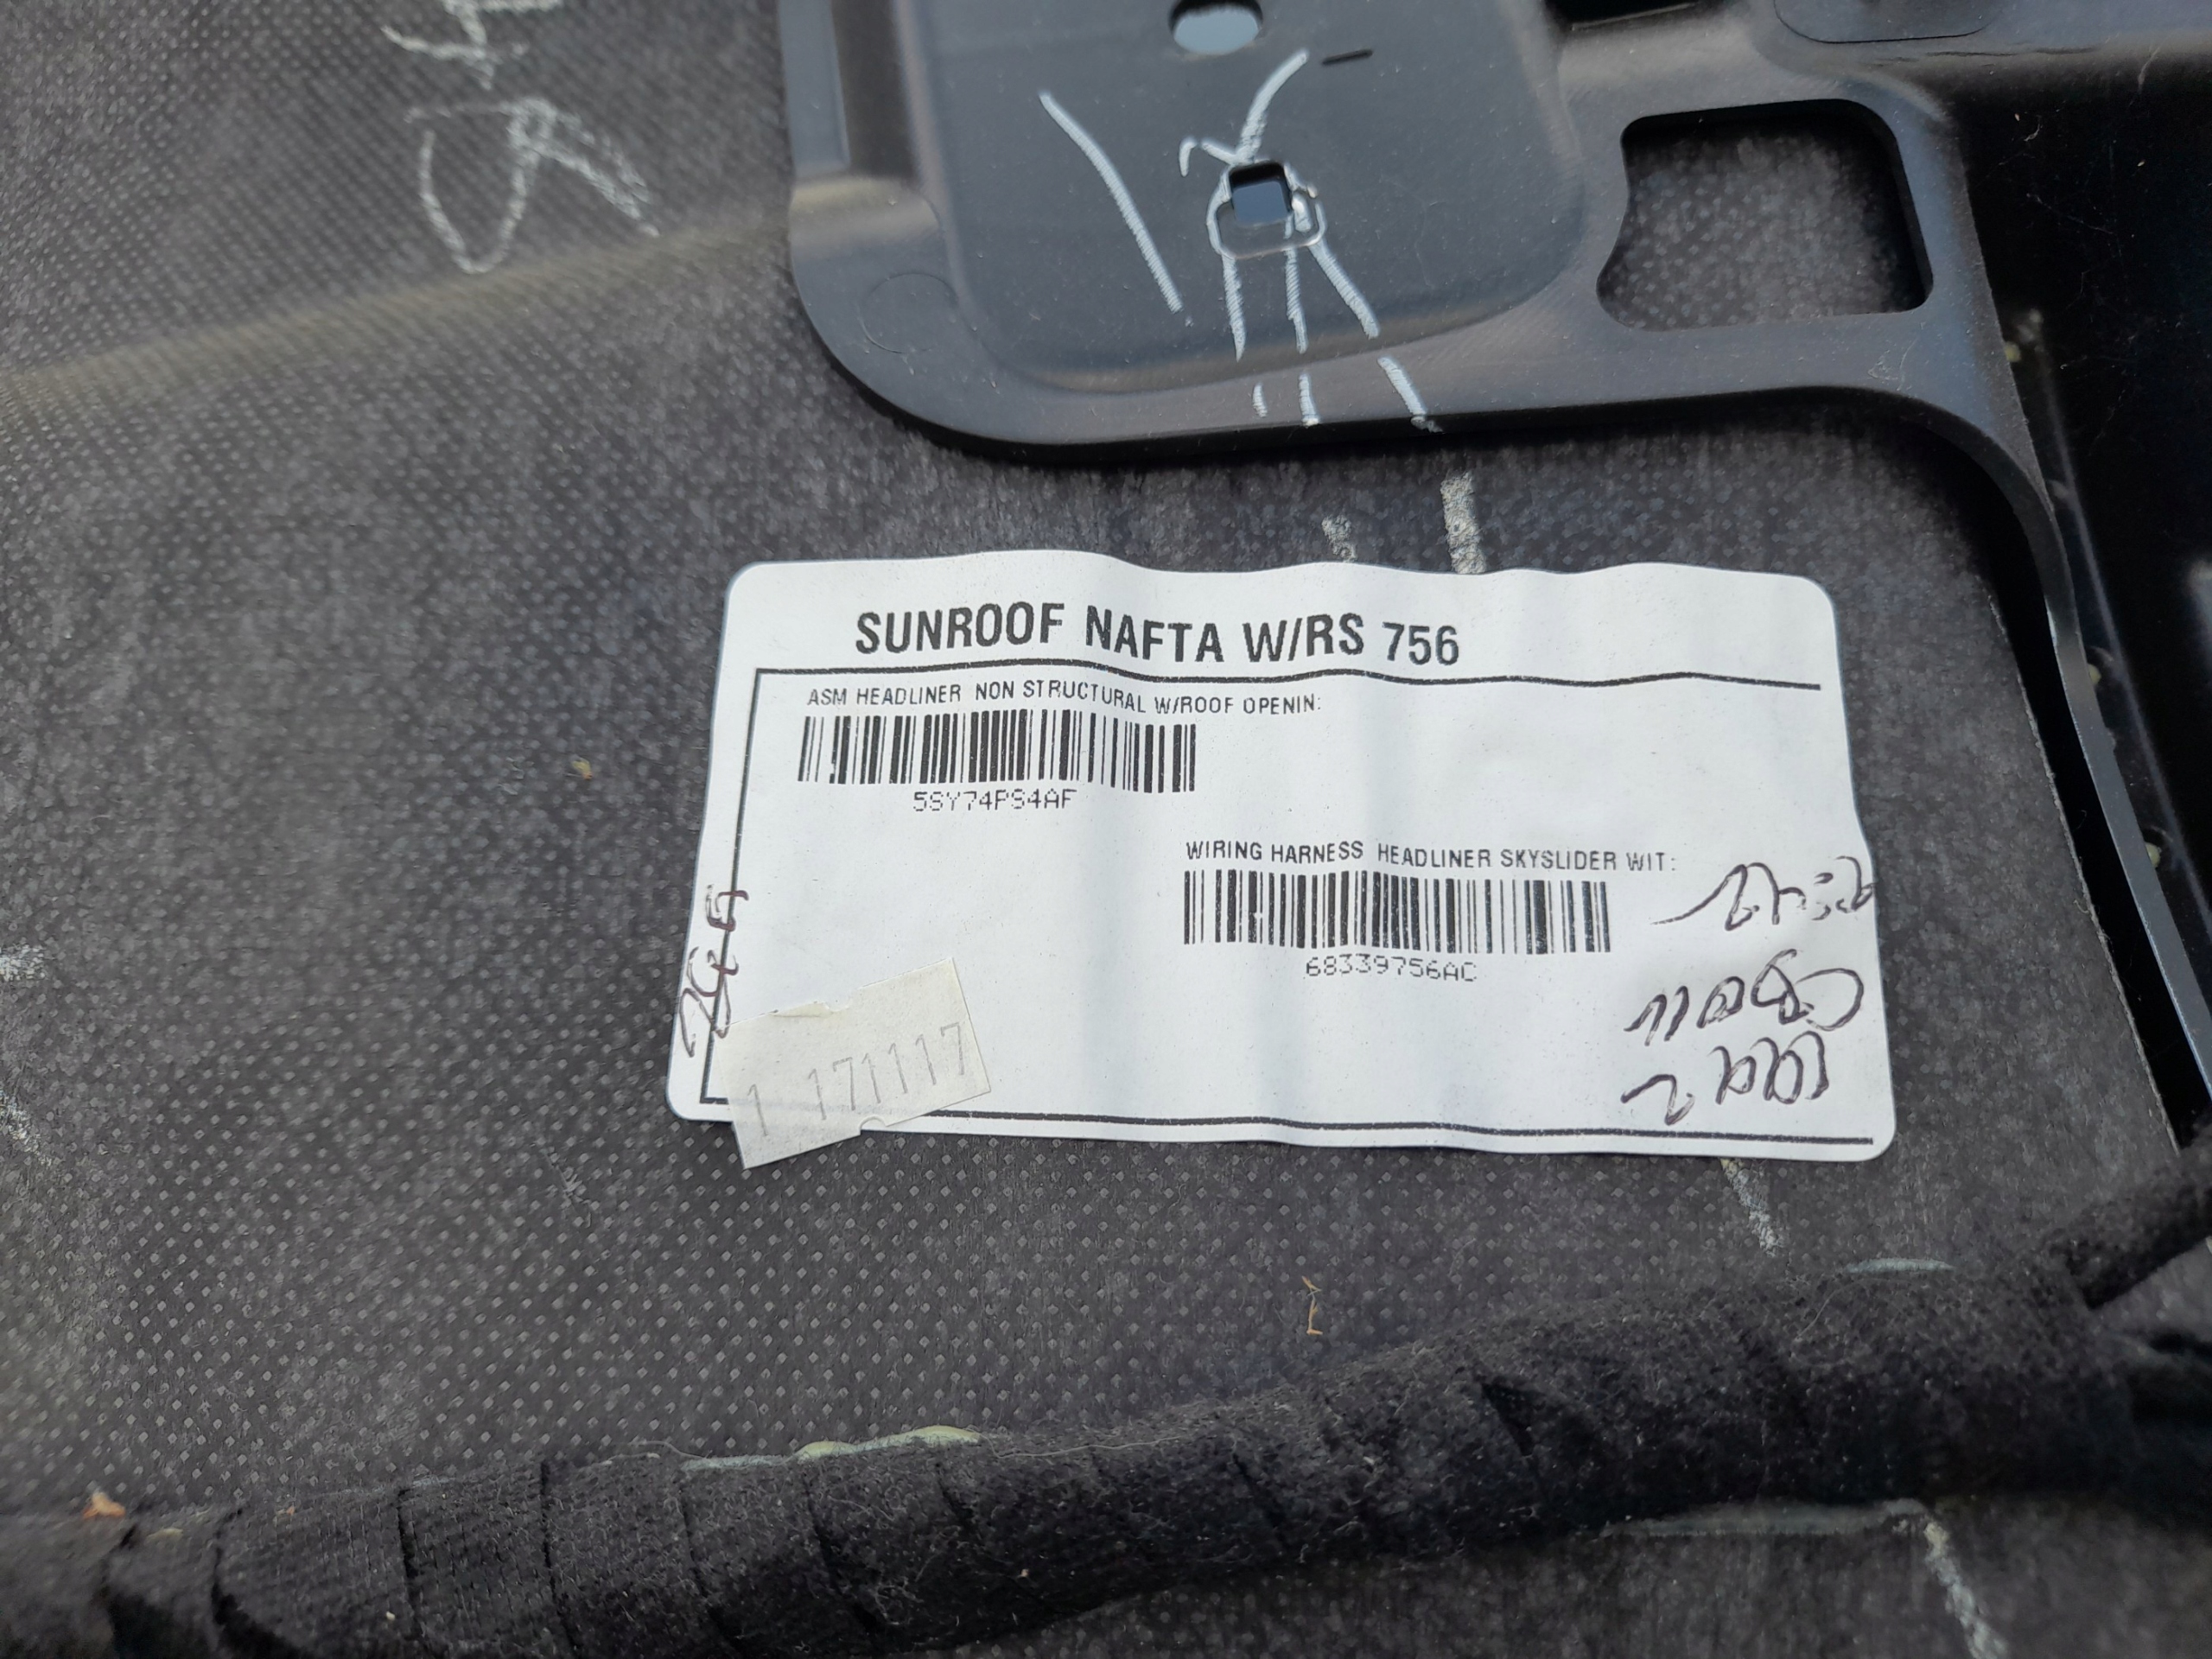 SUNROOF NAFTA W/RS 756
ASM HEADLINER NON STRUCTURAL W/ROOF OPENIN:
5SY74PS4AF
WIRING HARNESS HEADLINER SKYSLIDER WIT:
68339756AC
1 171117